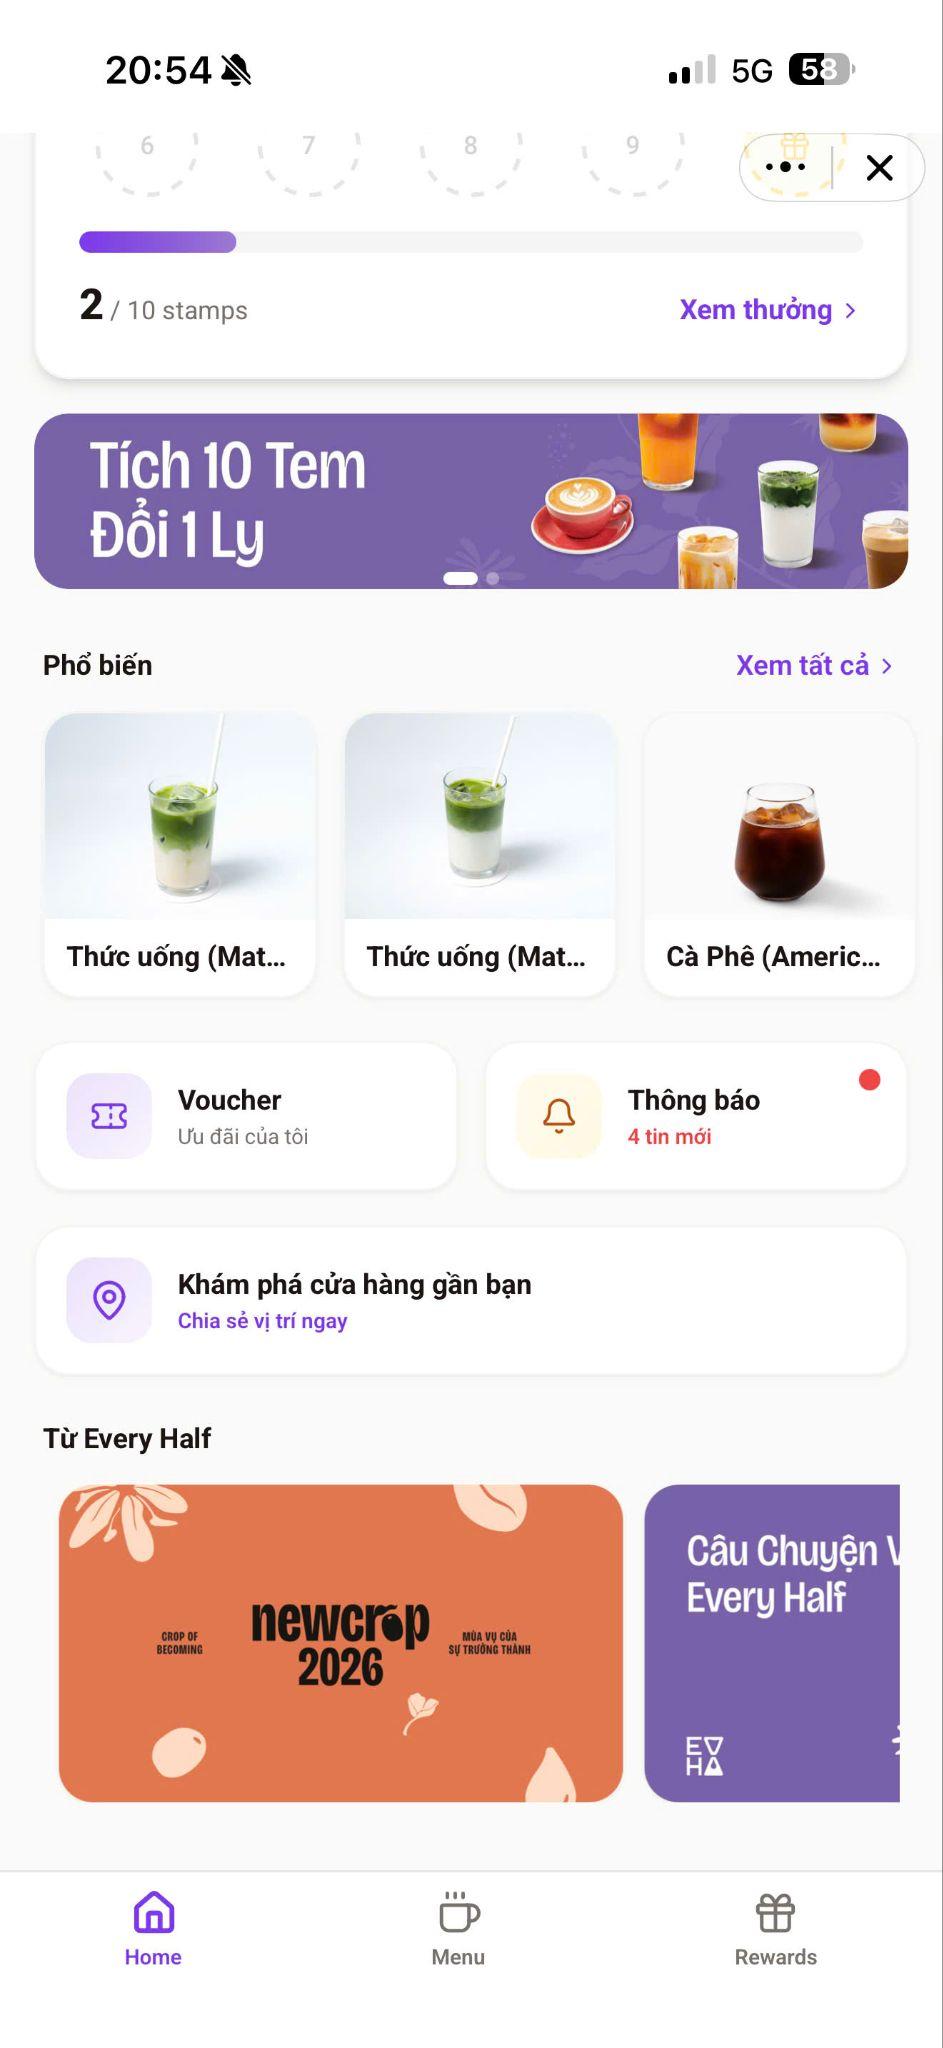 20:54
5G
58
6
7
8
9
2 / 10 stamps
Xem thưởng
Tích 10 Tem
Đổi 1 Ly
Phổ biến
Xem tất cả
Thức uống (Mat...
Thức uống (Mat...
Cà Phê (Americ...
Voucher
Ưu đãi của tôi
Thông báo
4 tin mới
Khám phá cửa hàng gần bạn
Chia sẻ vị trí ngay
Từ Every Half
CROP OF
BECOMING
newcrop
2026
MÙA VỤ CỦA
SỰ TRƯỞNG THÀNH
Câu Chuyện V
Every Half
EV
HA
Home
Menu
Rewards